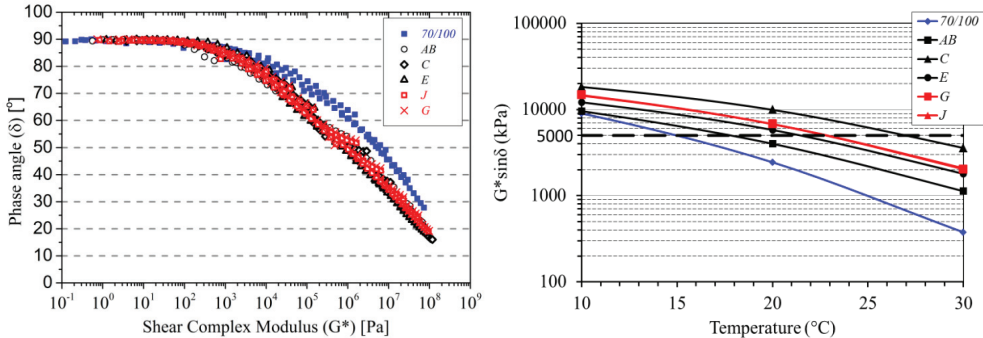 Phase angle (δ) [°]
100
90
80
70
60
50
40
30
20
10
0
70/100
AB
C
E
J
G
10⁻¹ 10⁰ 10¹ 10² 10³ 10⁴ 10⁵ 10⁶ 10⁷ 10⁸ 10⁹
Shear Complex Modulus (G*) [Pa]
G*sinδ (kPa)
100000
10000
5000
1000
100
70/100
AB
C
E
G
J
10 15 20 25 30
Temperature (°C)